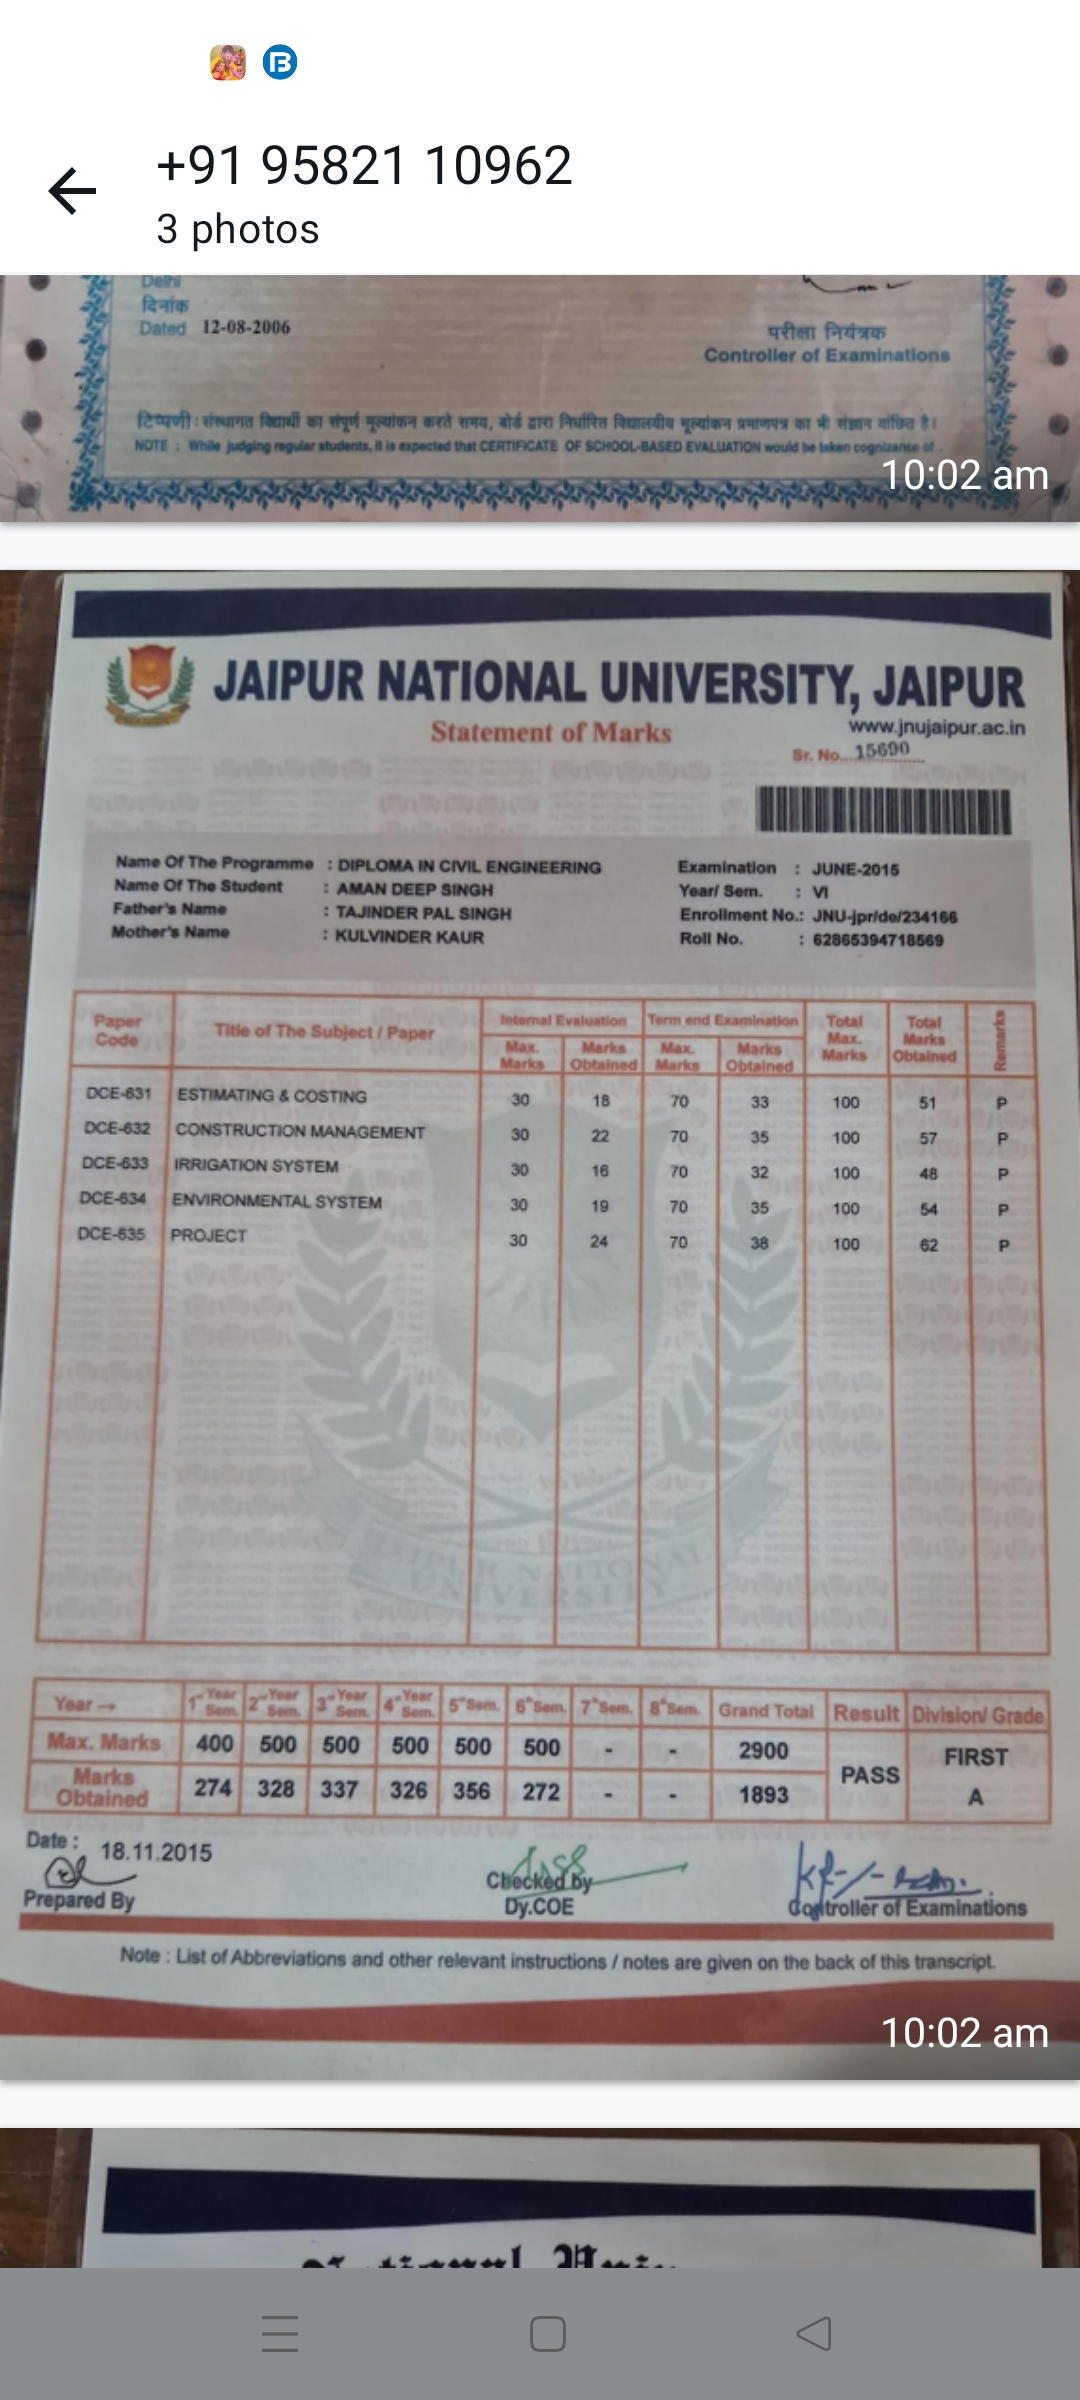 +91 95821 10962
3 photos
Delhi
दिनांक
Dated 12-08-2006
परीक्षा नियंत्रक
Controller of Examinations
टिप्पणी : संस्थागत विद्यार्थी का संपूर्ण मूल्यांकन करते समय, बोर्ड द्वारा निर्धारित विद्यालयीय मूल्यांकन प्रमाणपत्र का भी संज्ञान वांछित है।
NOTE : While judging regular students, it is expected that CERTIFICATE OF SCHOOL-BASED EVALUATION would be taken cognizance of .
10:02 am
JAIPUR NATIONAL UNIVERSITY, JAIPUR
Statement of Marks
www.jnujaipur.ac.in
Sr. No....15690
Name Of The Programme : DIPLOMA IN CIVIL ENGINEERING Examination : JUNE-2015
Name Of The Student : AMAN DEEP SINGH Year/ Sem. : VI
Father's Name : TAJINDER PAL SINGH Enrollment No.: JNU-jpr/de/234166
Mother's Name : KULVINDER KAUR Roll No. : 62865394718569
Paper Code Title of The Subject / Paper Internal Evaluation Term end Examination Total Max. Marks Total Marks Obtained Remarks
Max. Marks Marks Obtained Max. Marks Marks Obtained
DCE-631 ESTIMATING & COSTING 30 18 70 33 100 51 P
DCE-632 CONSTRUCTION MANAGEMENT 30 22 70 35 100 57 P
DCE-633 IRRIGATION SYSTEM 30 16 70 32 100 48 P
DCE-634 ENVIRONMENTAL SYSTEM 30 19 70 35 100 54 P
DCE-635 PROJECT 30 24 70 38 100 62 P
JAIPUR NATIONAL
UNIVERSITY
Year → 1st Year Sem. 2nd Year Sem. 3rd Year Sem. 4th Year Sem. 5th Sem. 6th Sem. 7th Sem. 8th Sem. Grand Total Result Division/ Grade
Max. Marks 400 500 500 500 500 500 - - 2900 PASS FIRST
Marks Obtained 274 328 337 326 356 272 - - 1893 A
Date : 18.11.2015
Prepared By
Checked by
Dy.COE
Controller of Examinations
Note : List of Abbreviations and other relevant instructions / notes are given on the back of this transcript.
10:02 am